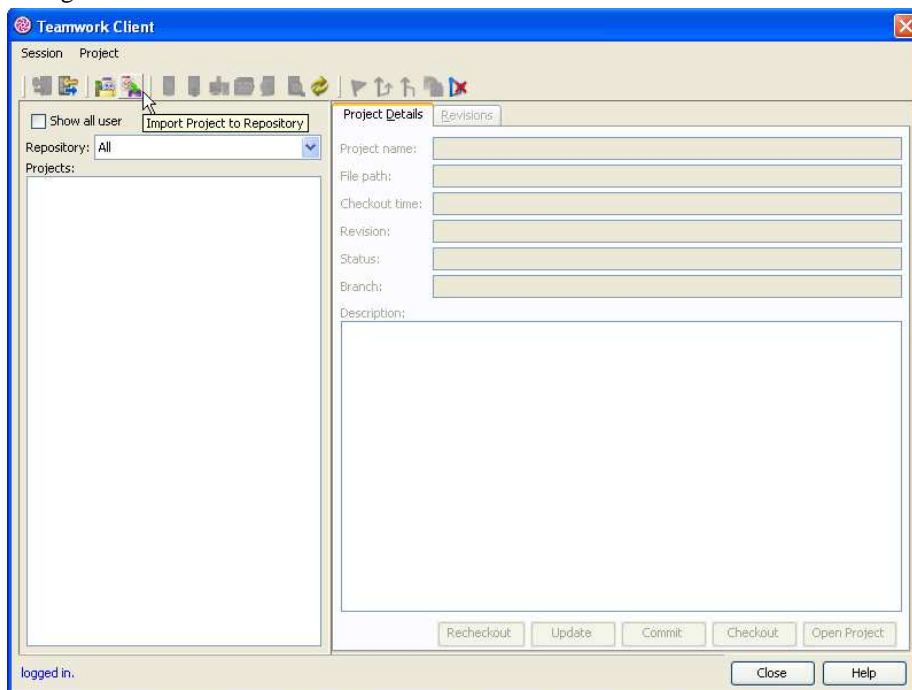 Teamwork Client
Session Project
Show all user
Import Project to Repository
Repository: All
Projects:
Project Details Revisions
Project name:
File path:
Checkout time:
Revision:
Status:
Branch:
Description:
Recheckout Update Commit Checkout Open Project
logged in.
Close Help